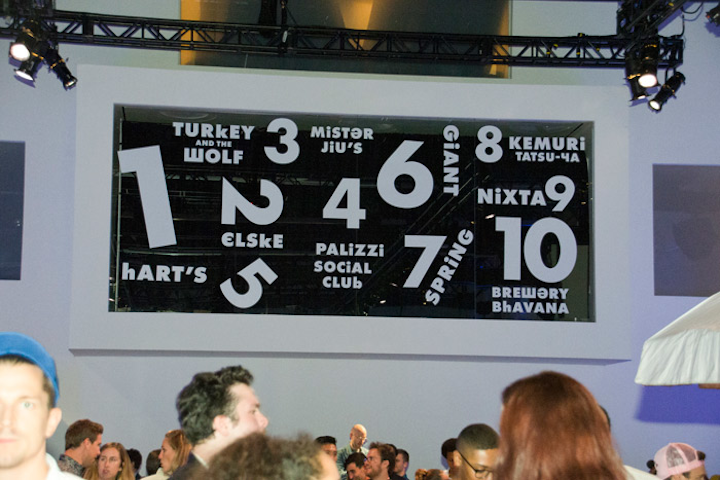 1
TURkEY
AND THE
WOLF
2
ELSkE
3
MiSTER
JiU'S
4
PALiZZi
SOCiAL
CLUb
5
hART'S
6
GiANT
7
SPRiNG
8
KEMURi
TATSU-YA
NiXTA
9
10
BREWERY
BhAVANA